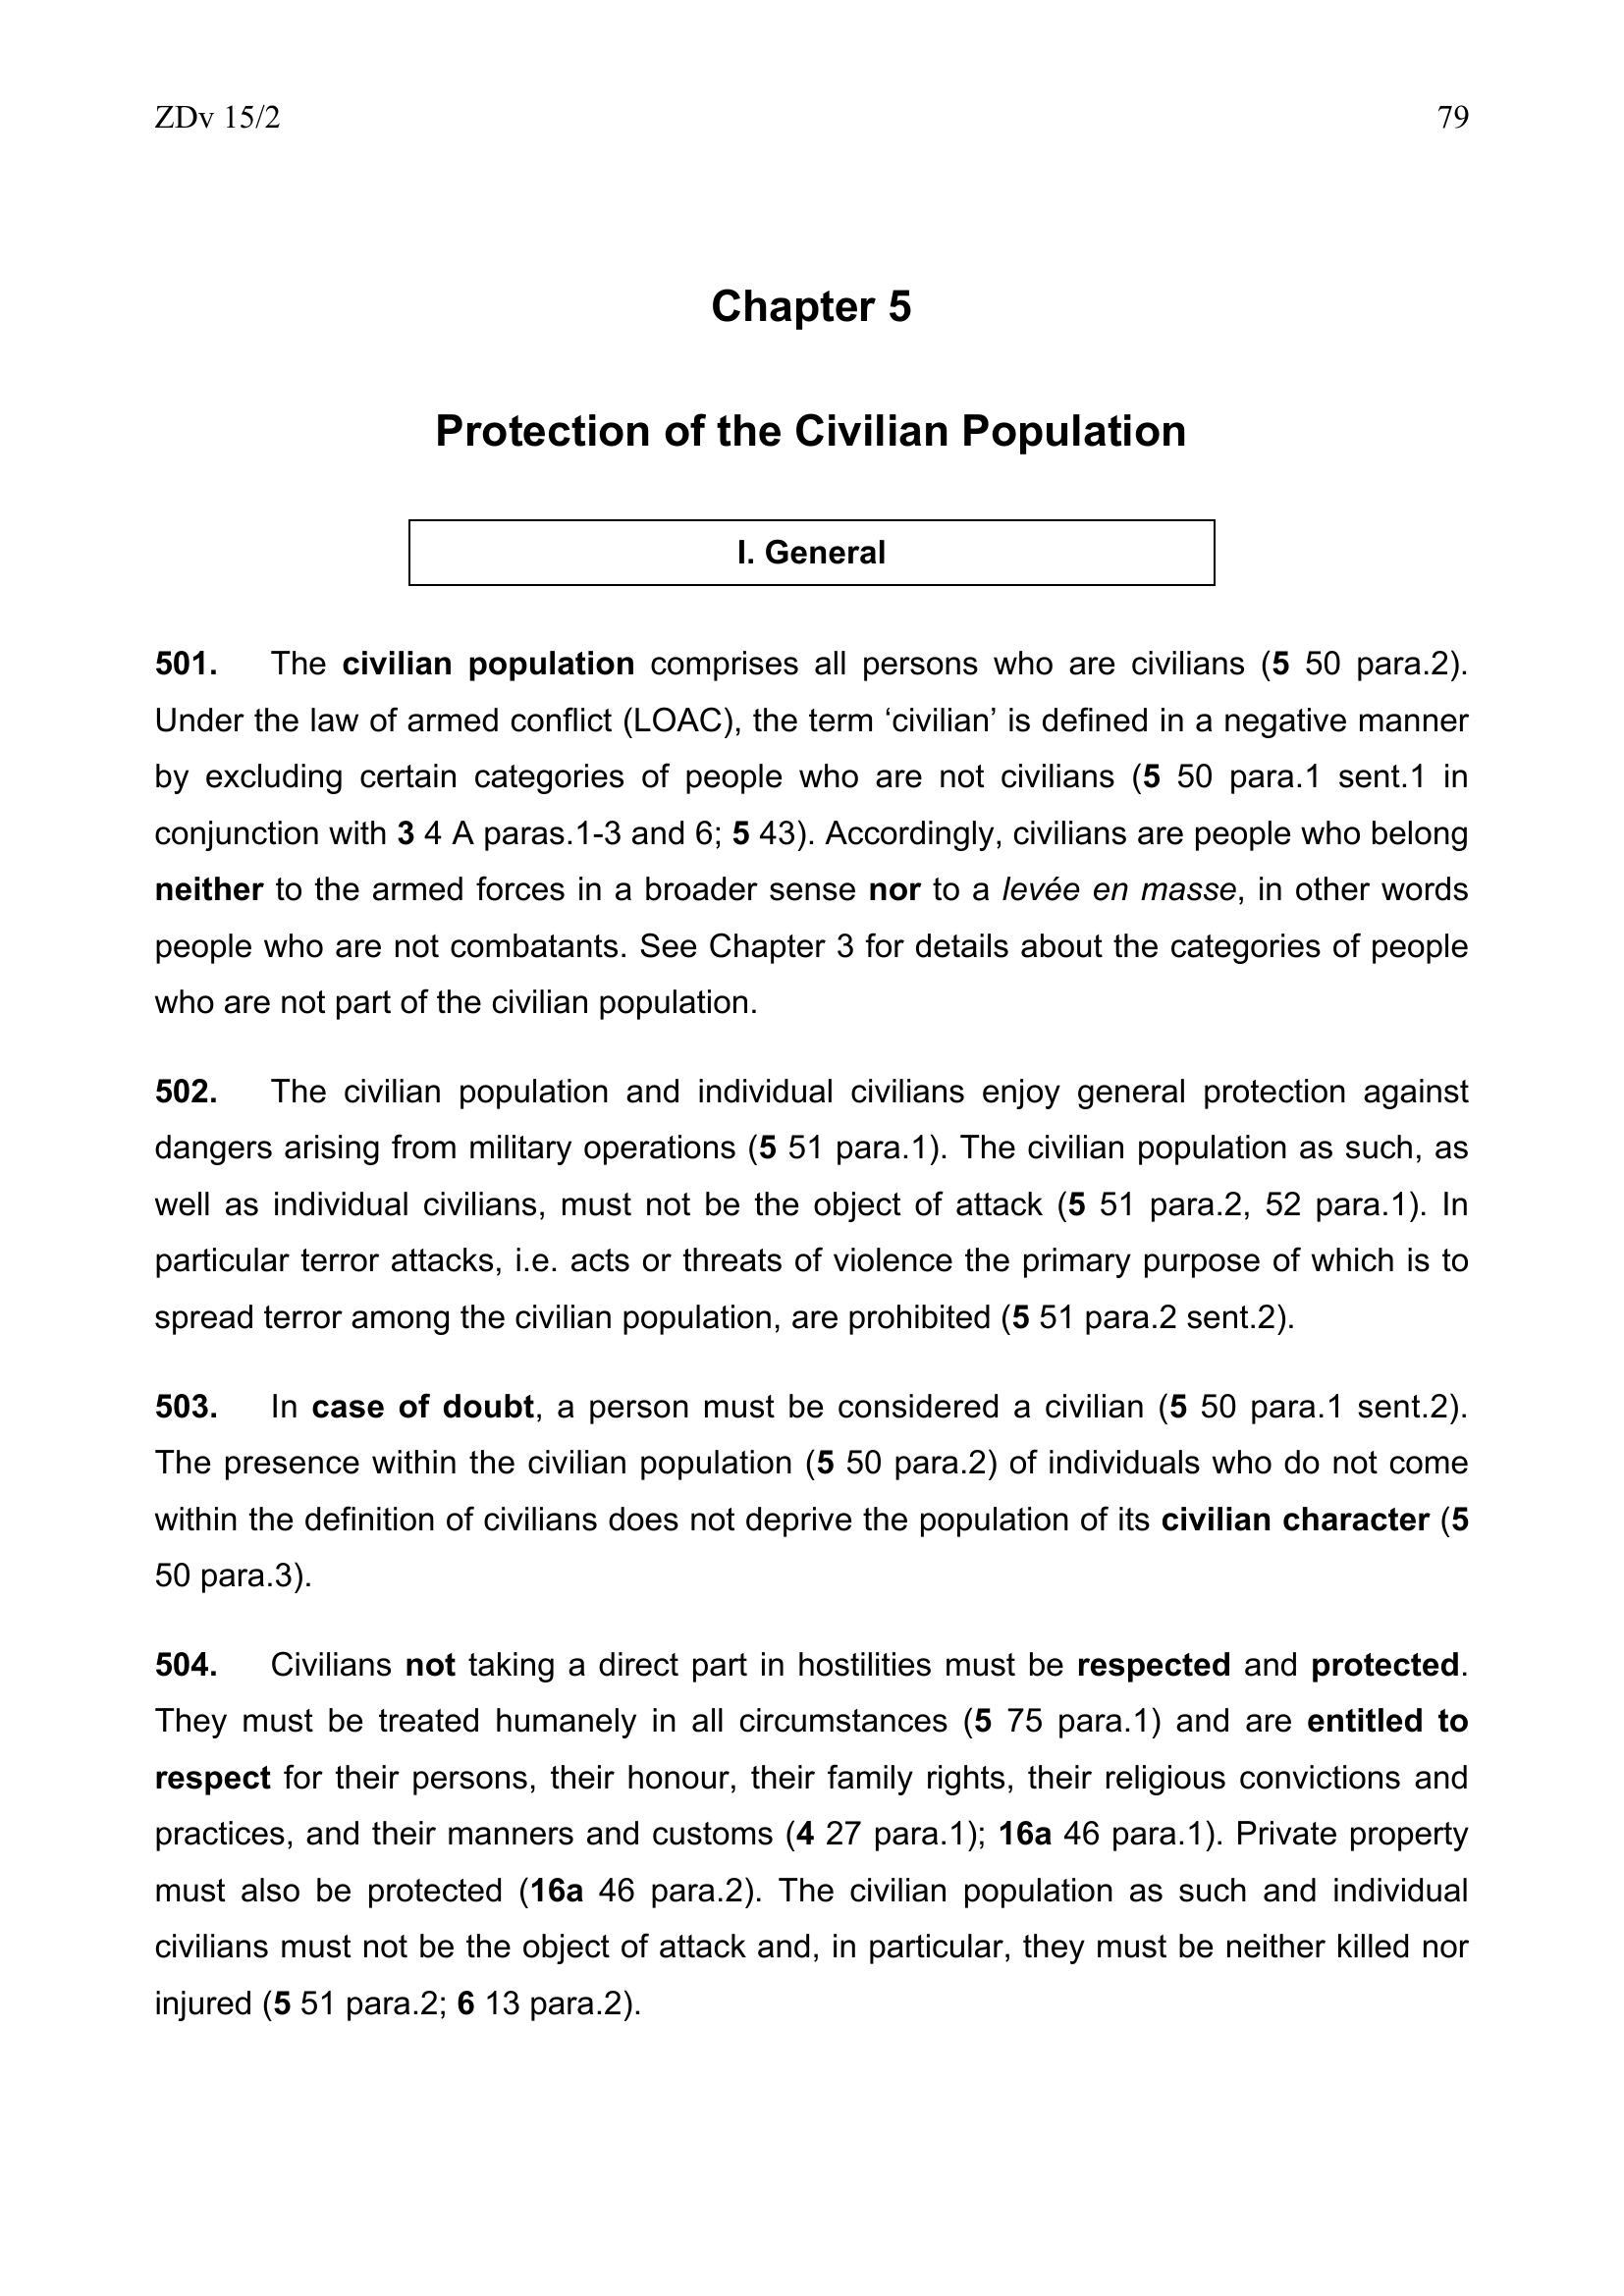 ZDv 15/2 79
Chapter 5
Protection of the Civilian Population
I. General
501. The civilian population comprises all persons who are civilians (5 50 para.2).
Under the law of armed conflict (LOAC), the term ‘civilian’ is defined in a negative manner
by excluding certain categories of people who are not civilians (5 50 para.1 sent.1 in
conjunction with 3 4 A paras.1-3 and 6; 5 43). Accordingly, civilians are people who belong
neither to the armed forces in a broader sense nor to a levée en masse, in other words
people who are not combatants. See Chapter 3 for details about the categories of people
who are not part of the civilian population.
502. The civilian population and individual civilians enjoy general protection against
dangers arising from military operations (5 51 para.1). The civilian population as such, as
well as individual civilians, must not be the object of attack (5 51 para.2, 52 para.1). In
particular terror attacks, i.e. acts or threats of violence the primary purpose of which is to
spread terror among the civilian population, are prohibited (5 51 para.2 sent.2).
503. In case of doubt, a person must be considered a civilian (5 50 para.1 sent.2).
The presence within the civilian population (5 50 para.2) of individuals who do not come
within the definition of civilians does not deprive the population of its civilian character (5
50 para.3).
504. Civilians not taking a direct part in hostilities must be respected and protected.
They must be treated humanely in all circumstances (5 75 para.1) and are entitled to
respect for their persons, their honour, their family rights, their religious convictions and
practices, and their manners and customs (4 27 para.1); 16a 46 para.1). Private property
must also be protected (16a 46 para.2). The civilian population as such and individual
civilians must not be the object of attack and, in particular, they must be neither killed nor
injured (5 51 para.2; 6 13 para.2).